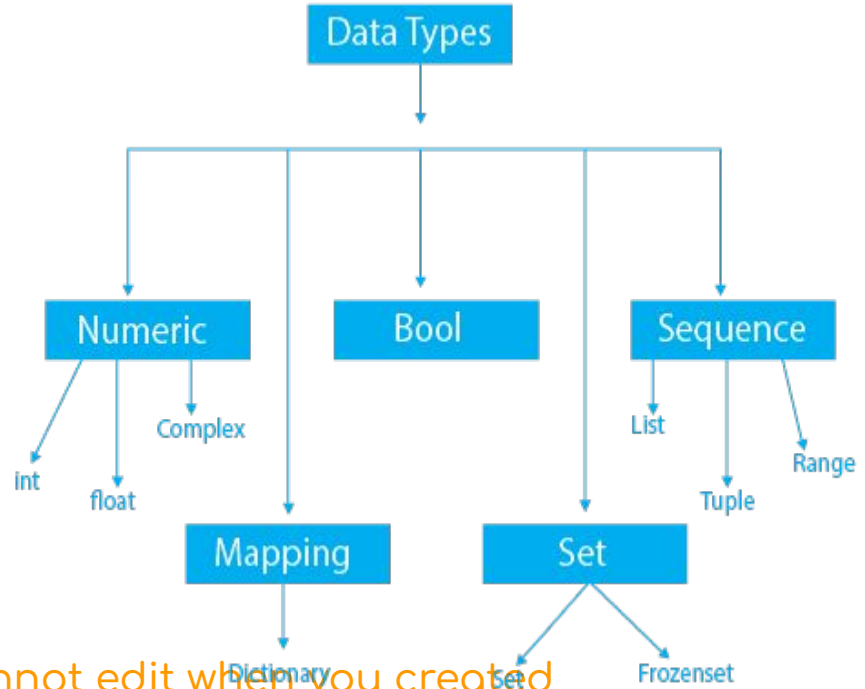 Data Types
Numeric
Bool
Sequence
Complex
List
int
float
Range
Tuple
Mapping
Set
Dictionary
Set
Frozenset
edit when you created